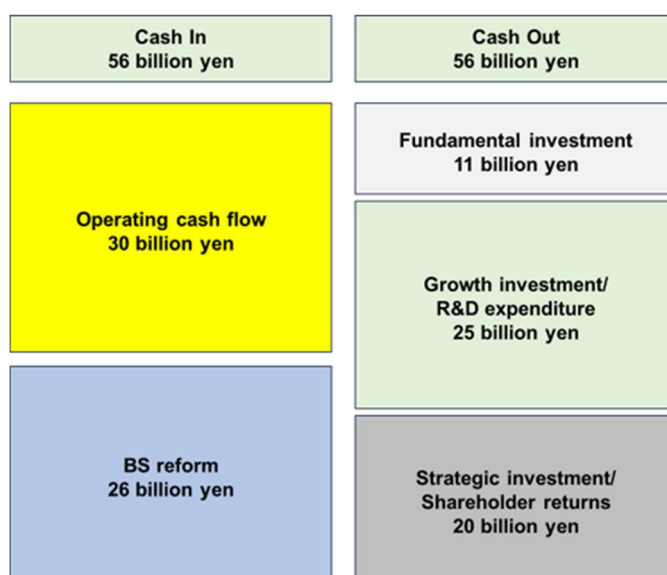 Cash In
56 billion yen
Cash Out
56 billion yen
Operating cash flow
30 billion yen
BS reform
26 billion yen
Fundamental investment
11 billion yen
Growth investment/
R&D expenditure
25 billion yen
Strategic investment/
Shareholder returns
20 billion yen